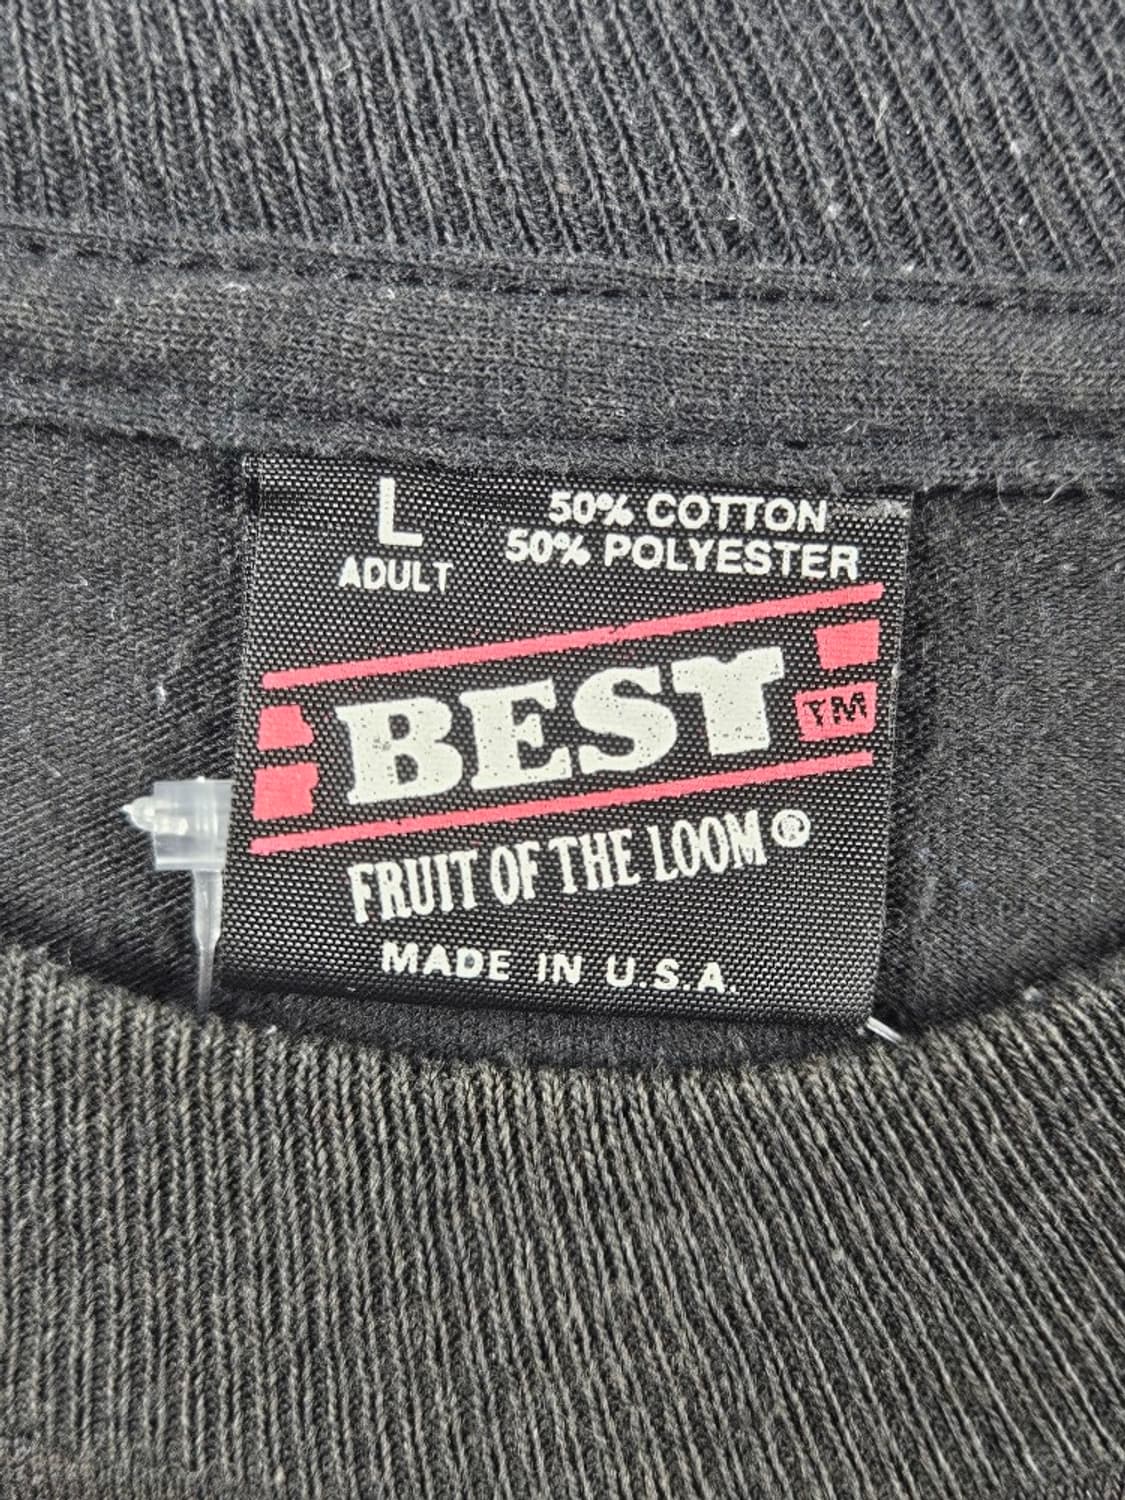 L
ADULT
50% COTTON
50% POLYESTER
BEST
TM
FRUIT OF THE LOOM®
MADE IN U.S.A.